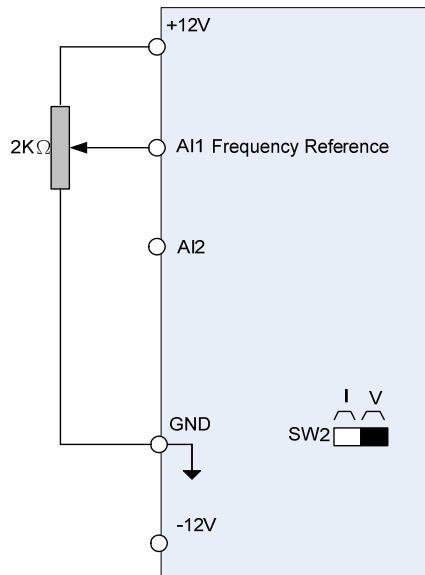 +12V
2KΩ
AI1 Frequency Reference
AI2
I V
GND
SW2
-12V